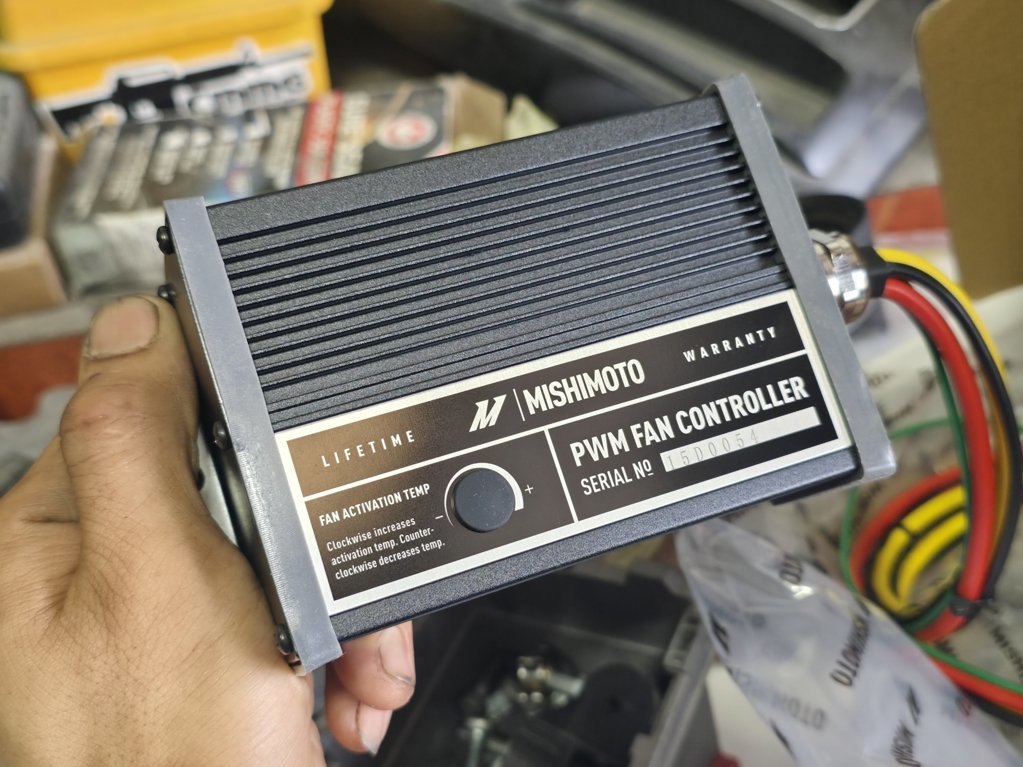 LIFETIME
MISHIMOTO
WARRANTY
FAN ACTIVATION TEMP
Clockwise increases
activation temp. Counter-
clockwise decreases temp.
− +
PWM FAN CONTROLLER
SERIAL Nº 15D0054
MISHIMOTO